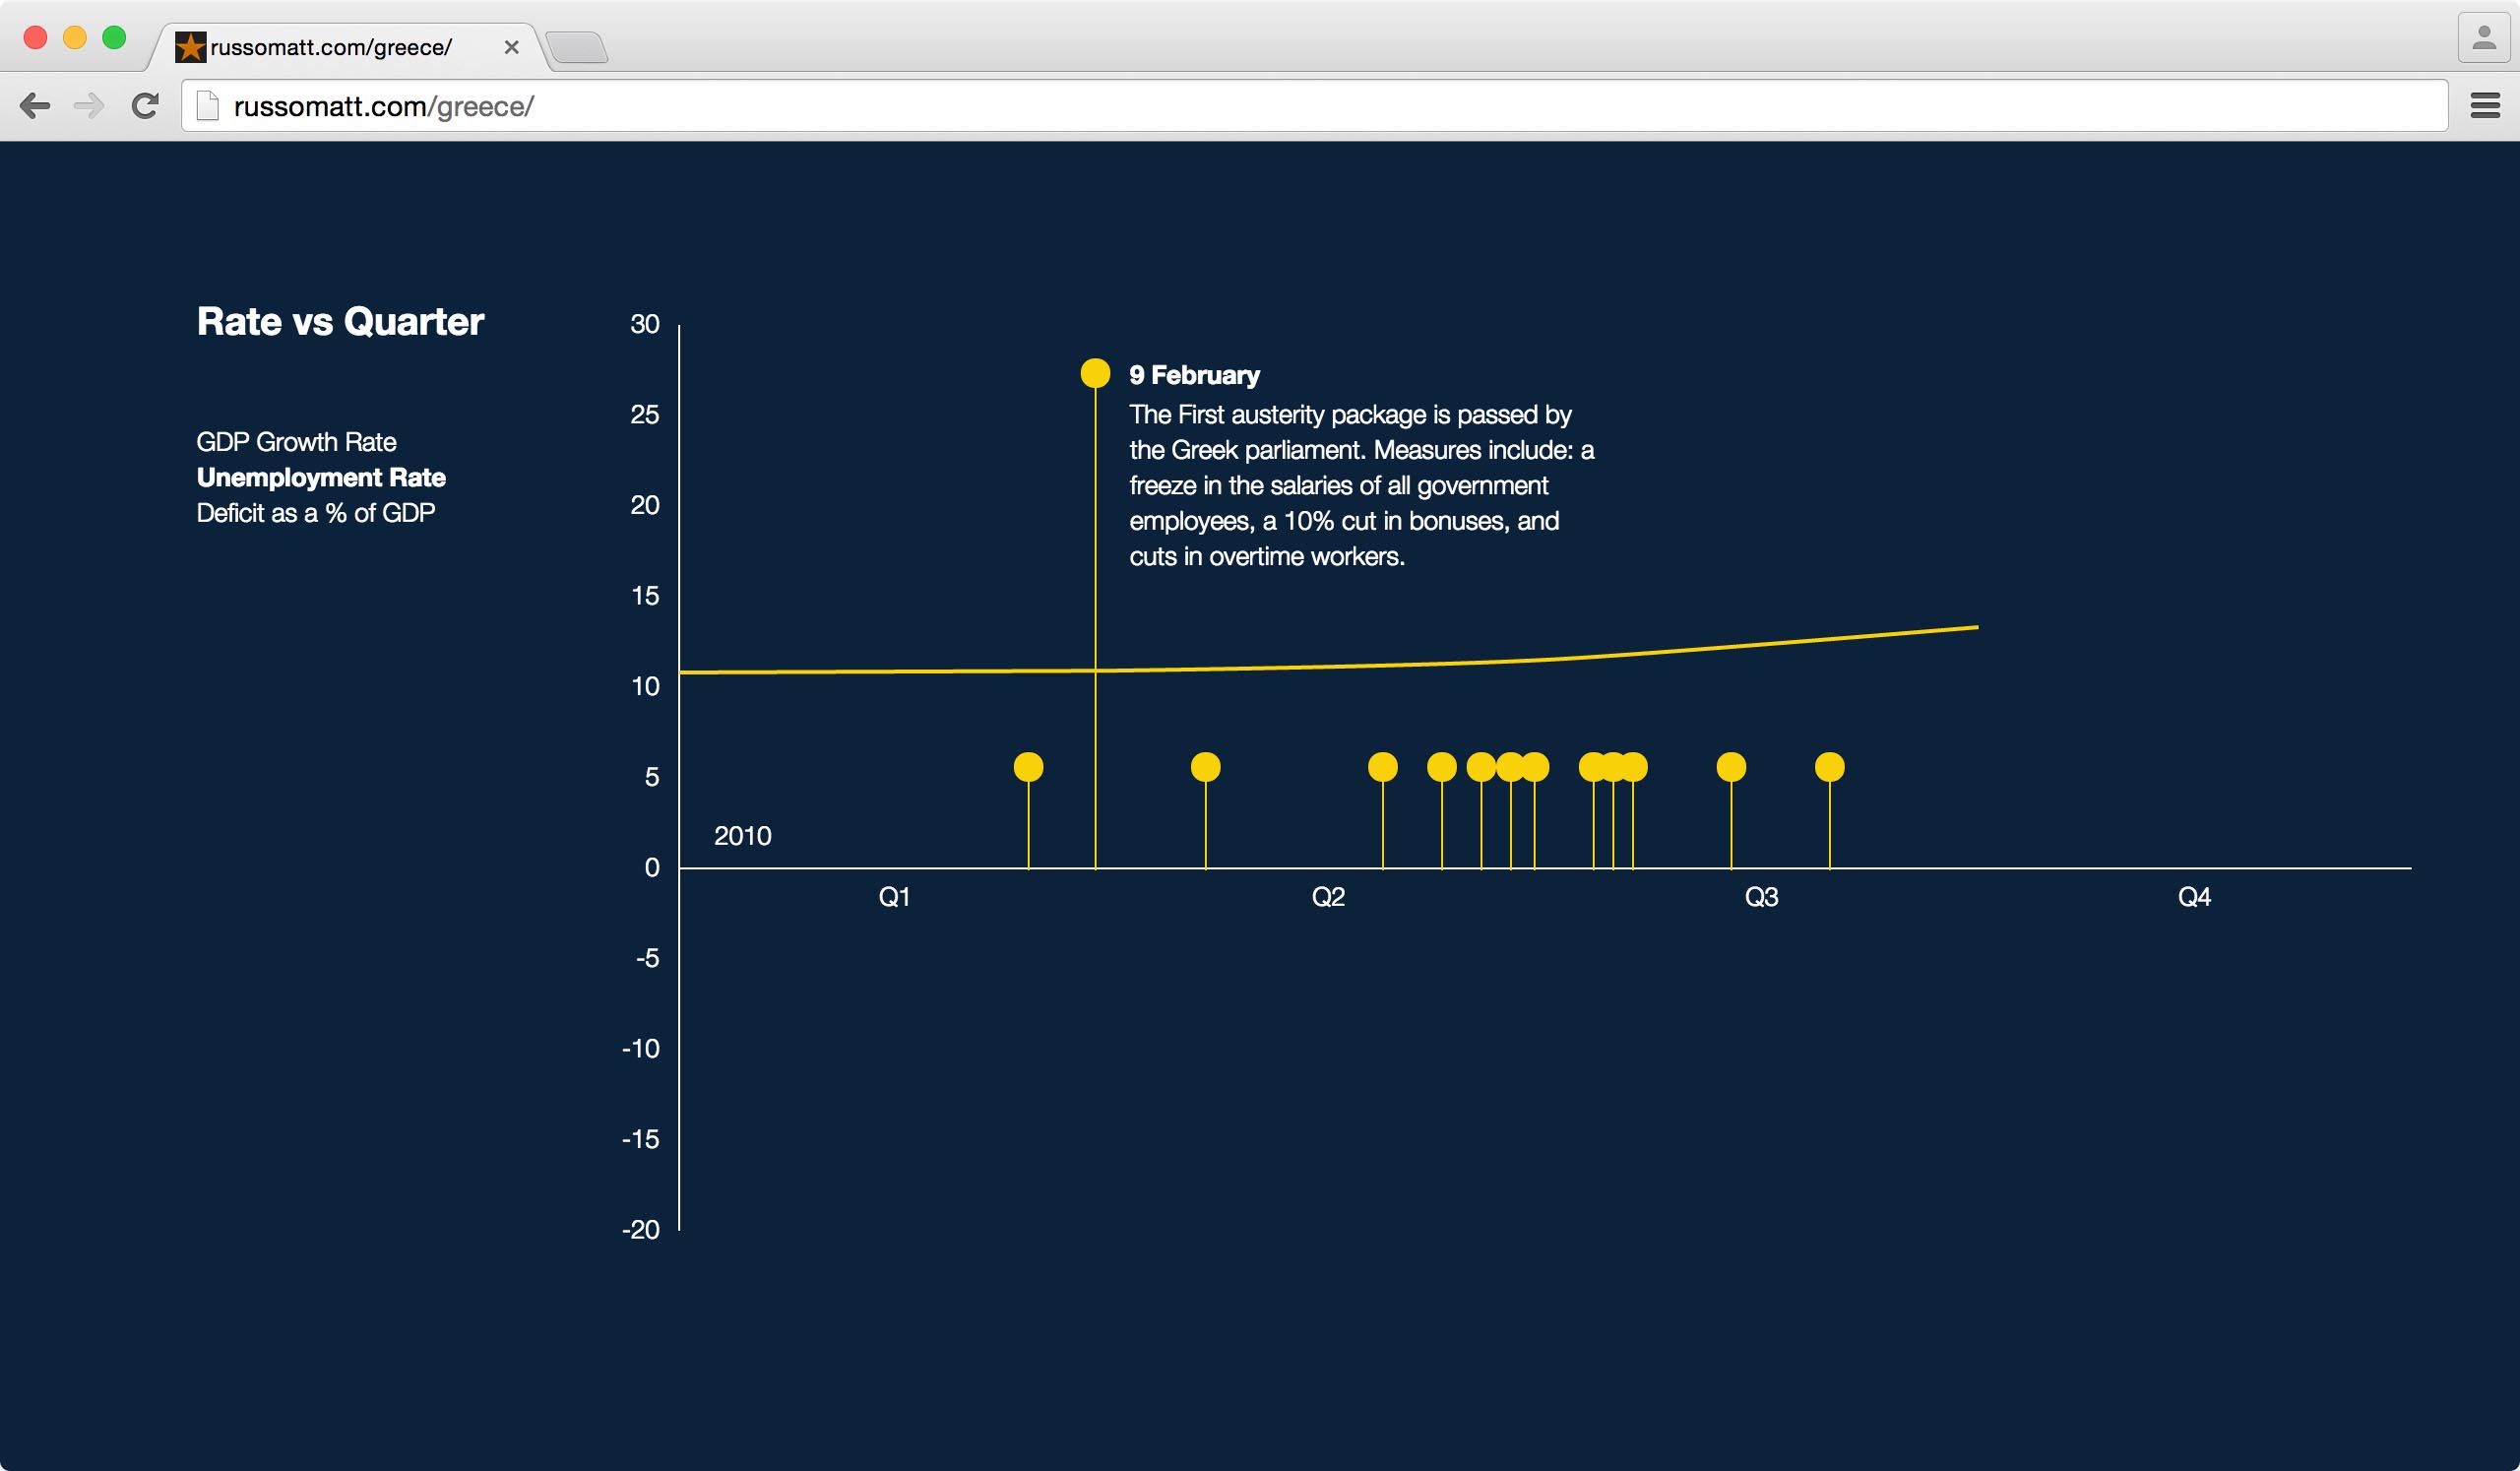 russomatt.com/greece/
russomatt.com/greece/
Rate vs Quarter
GDP Growth Rate
Unemployment Rate
Deficit as a % of GDP
30
25
20
15
10
5
0
-5
-10
-15
-20
9 February
The First austerity package is passed by
the Greek parliament. Measures include: a
freeze in the salaries of all government
employees, a 10% cut in bonuses, and
cuts in overtime workers.
2010
Q1 Q2 Q3 Q4